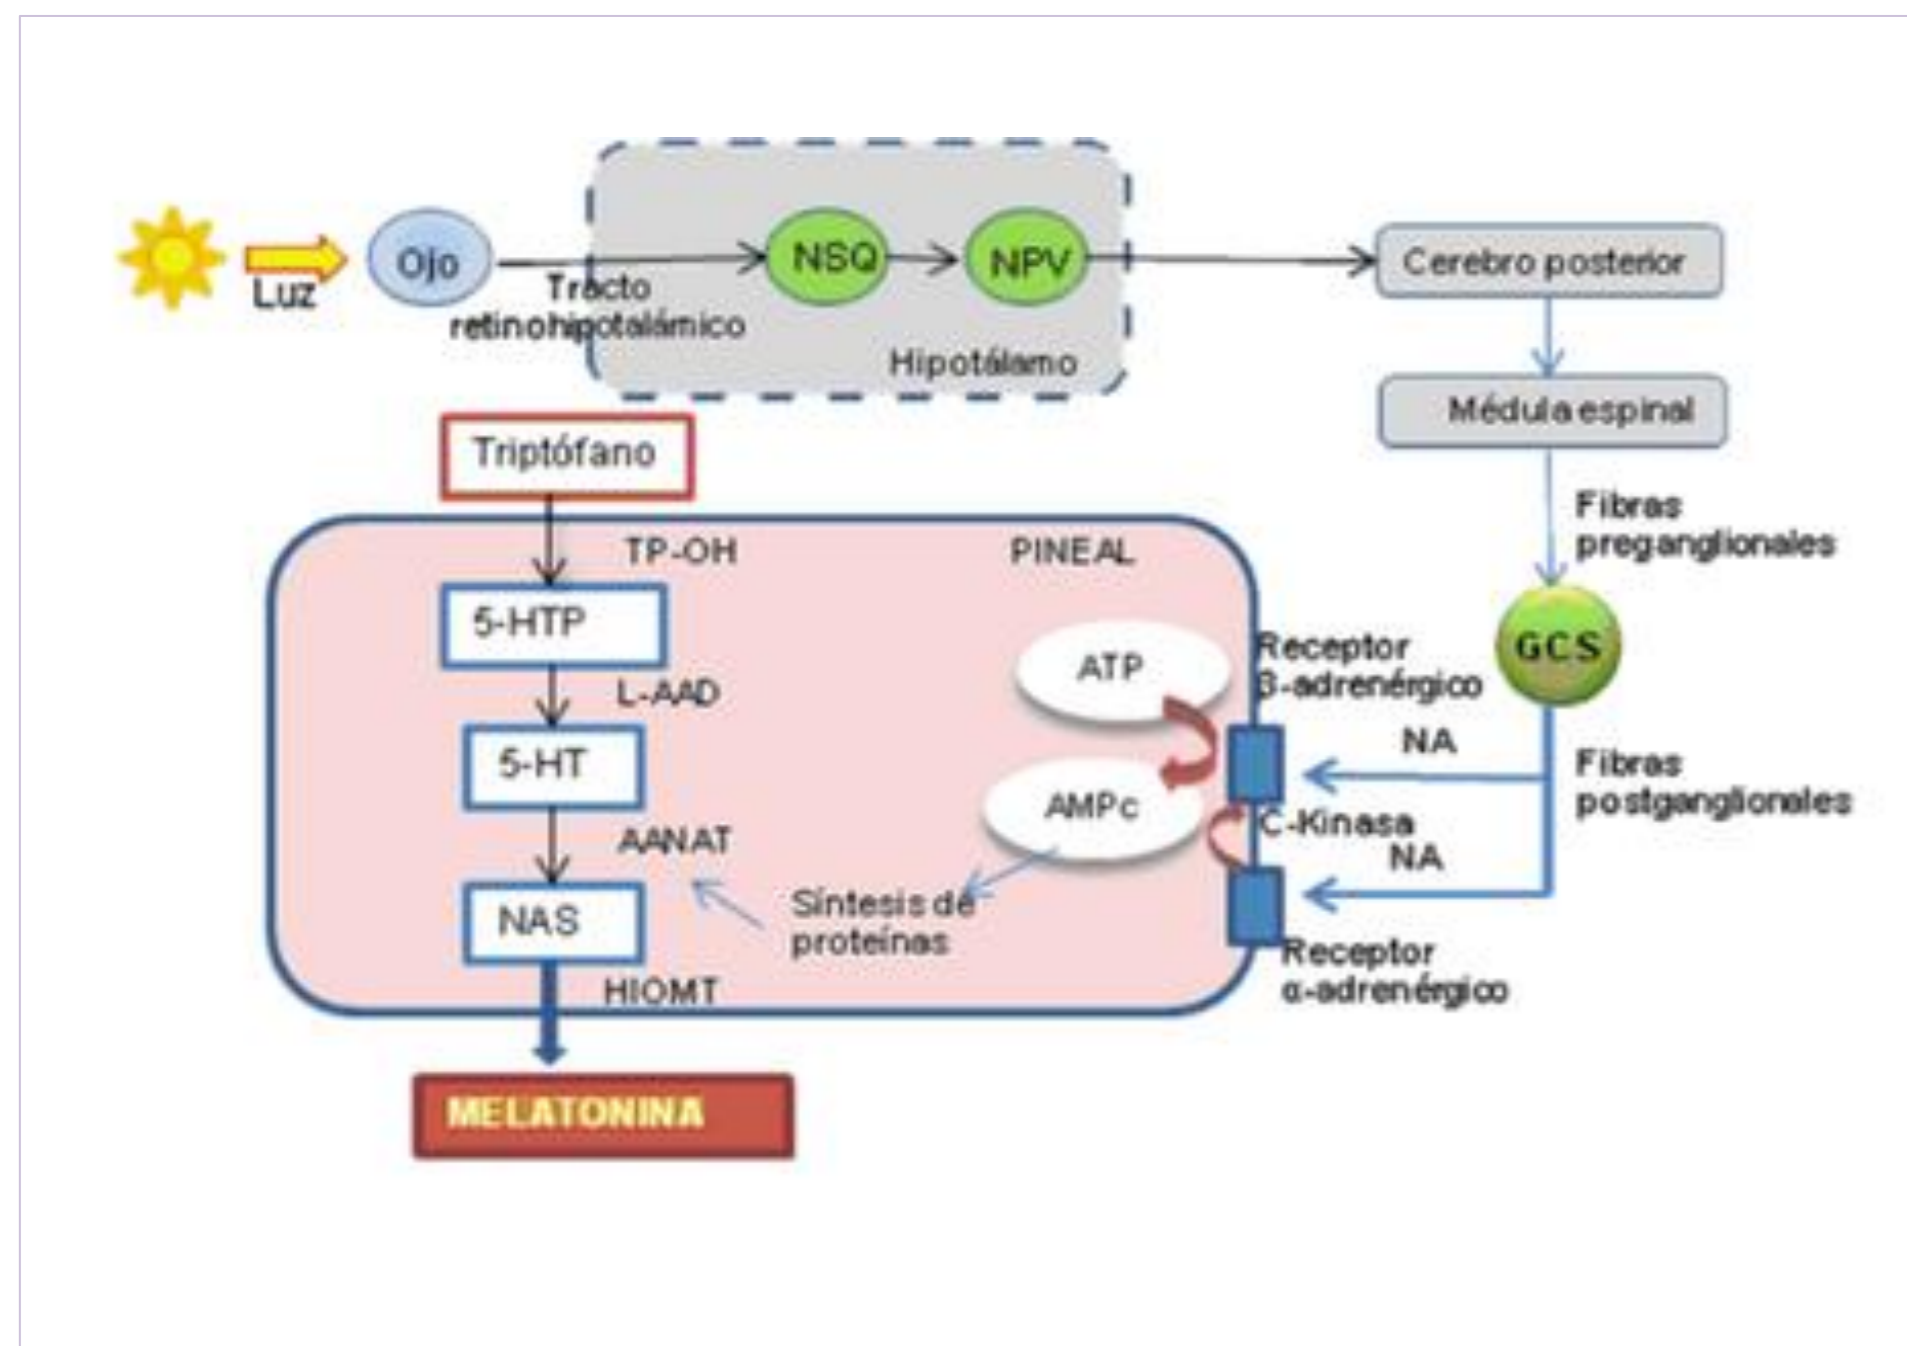 Luz
Ojo
Tracto
retinohipotalámico
NSQ
NPV
Hipotálamo
Cerebro posterior
Médula espinal
Fibras
preganglionales
GCS
Fibras
postganglionales
Triptófano
TP-OH
PINEAL
5-HTP
L-AAD
5-HT
AANAT
NAS
HIOMT
MELATONINA
ATP
AMPc
Síntesis de
proteínas
Receptor
β-adrenérgico
NA
C-Kinasa
NA
Receptor
α-adrenérgico